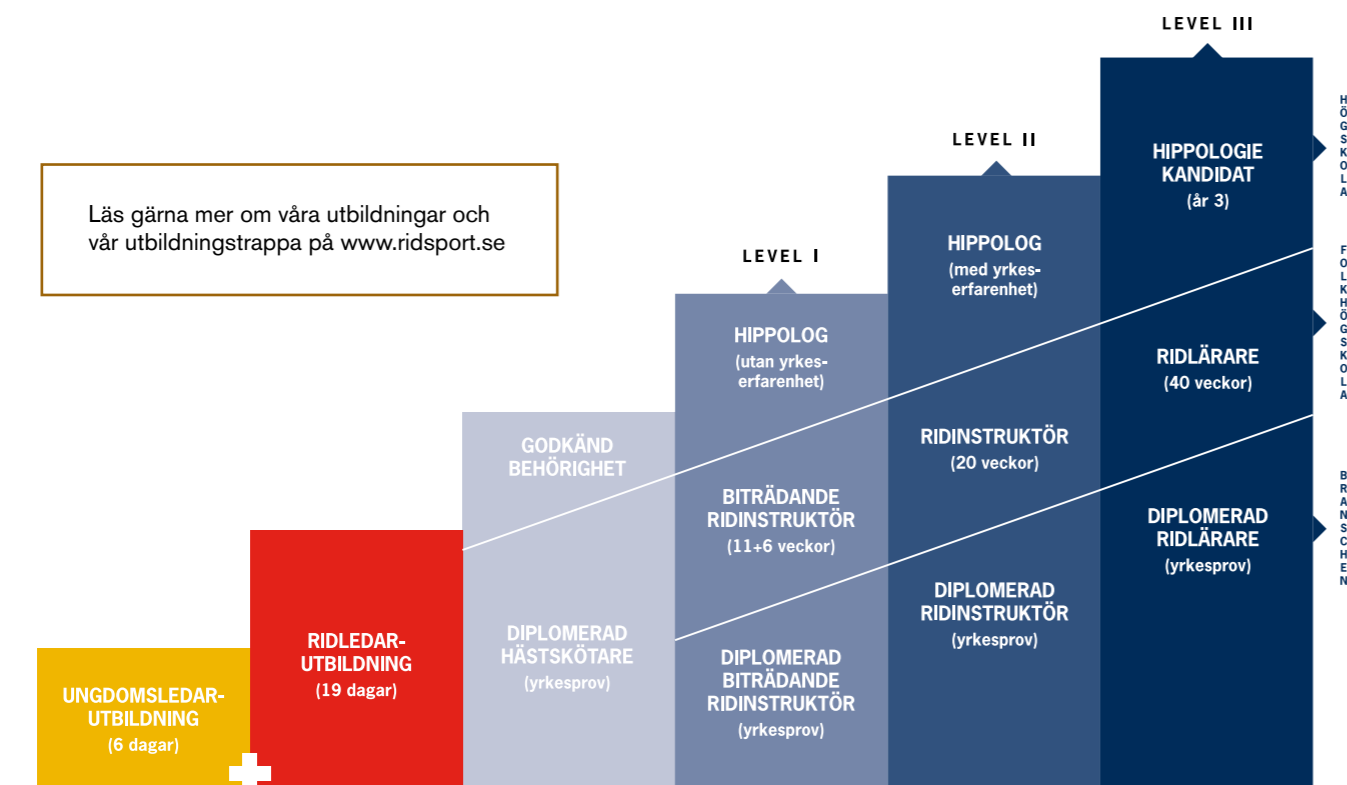 LEVEL III
HÖGSKOLA
HIPPOLOGIE
KANDIDAT
(år 3)
LEVEL II
Läs gärna mer om våra utbildningar och
vår utbildningstrappa på www.ridsport.se
HIPPOLOG
(med yrkes-
erfarenhet)
LEVEL I
FOLKHÖGSKOLA
HIPPOLOG
(utan yrkes-
erfarenhet)
RIDLÄRARE
(40 veckor)
GODKÄND
BEHÖRIGHET
RIDINSTRUKTÖR
(20 veckor)
BITRÄDANDE
RIDINSTRUKTÖR
(11+6 veckor)
BRANSCHEN
DIPLOMERAD
RIDLÄRARE
(yrkesprov)
DIPLOMERAD
RIDINSTRUKTÖR
(yrkesprov)
RIDLEDAR-
UTBILDNING
(19 dagar)
DIPLOMERAD
HÄSTSKÖTARE
(yrkesprov)
DIPLOMERAD
BITRÄDANDE
RIDINSTRUKTÖR
(yrkesprov)
UNGDOMSLEDAR-
UTBILDNING
(6 dagar)